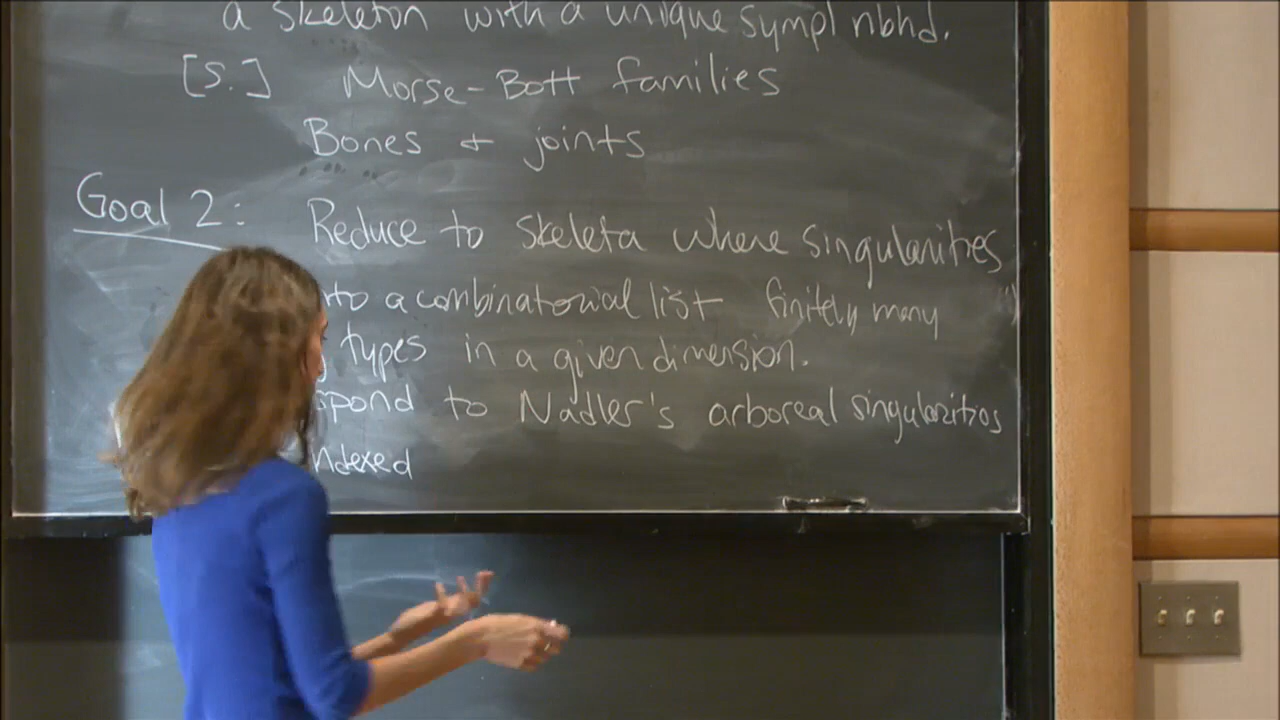 a skeleton with a unique sympl nbhd.
[S.] Morse-Bott families
Bones + joints
Goal 2: Reduce to skeleta where singularities
to a combinatorial list finitely many
types in a given dimension.
spond to Nadler's arboreal singularities
ndexed